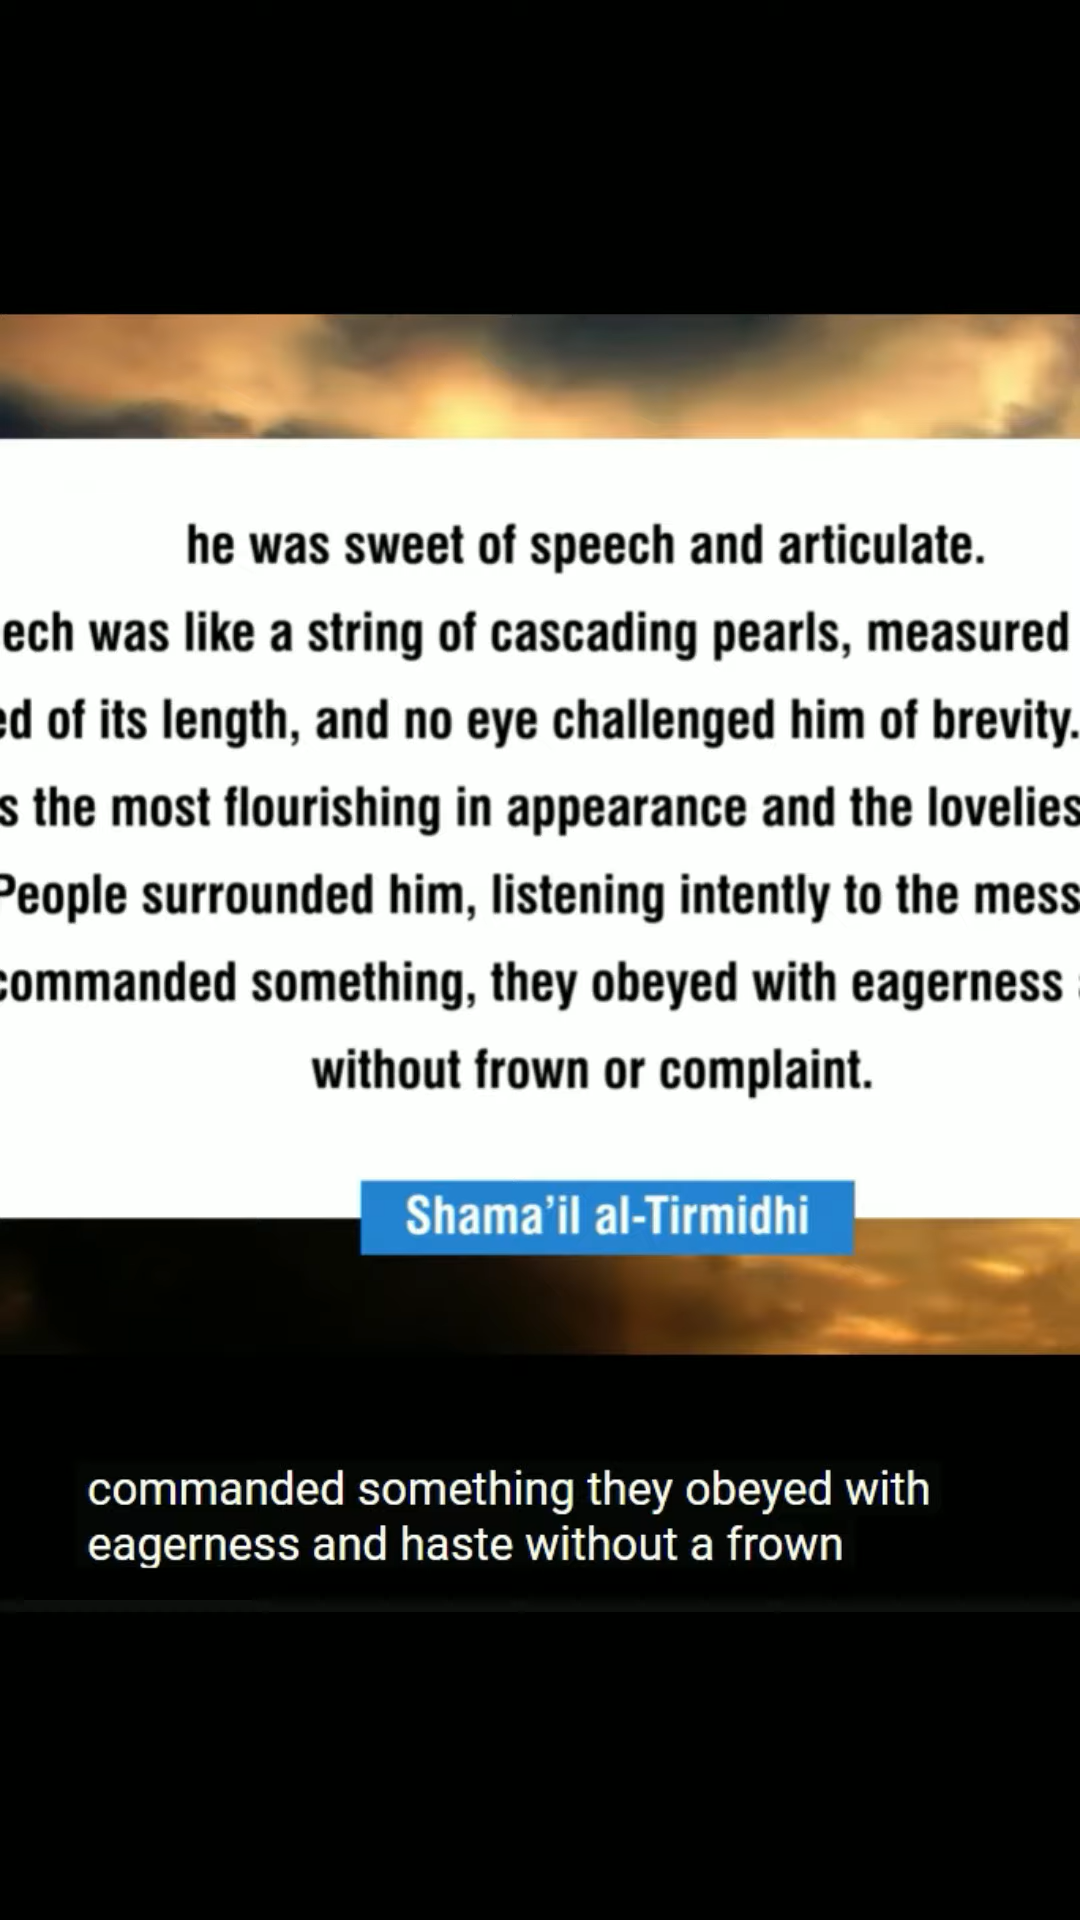 he was sweet of speech and articulate.
ech was like a string of cascading pearls, measured
ed of its length, and no eye challenged him of brevity.
s the most flourishing in appearance and the lovelies
People surrounded him, listening intently to the mess
commanded something, they obeyed with eagerness
without frown or complaint.
Shama’il al-Tirmidhi
commanded something they obeyed with
eagerness and haste without a frown